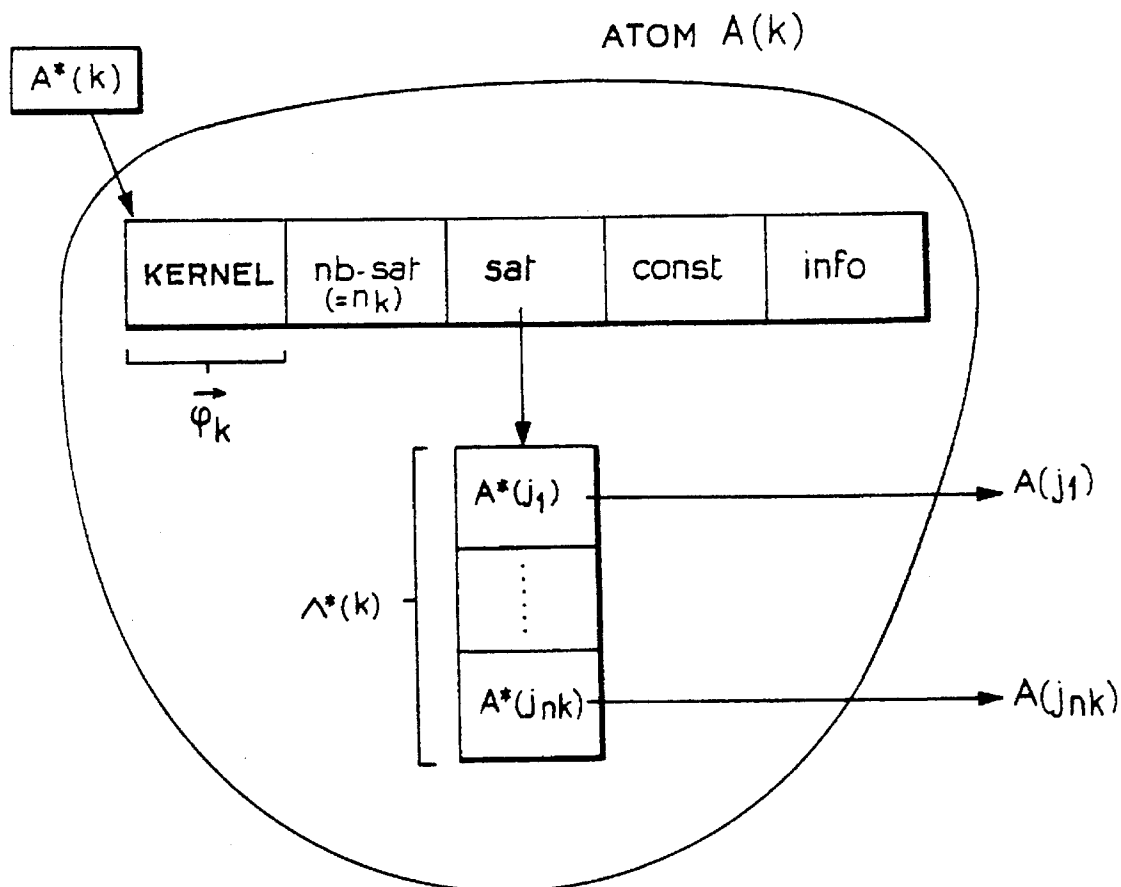 ATOM A(k)
A*(k)
KERNEL
nb-sat
(=nk)
sat
const
info
φk
Λ*(k)
A*(j1)
A(j1)
A*(jnk)
A(jnk)